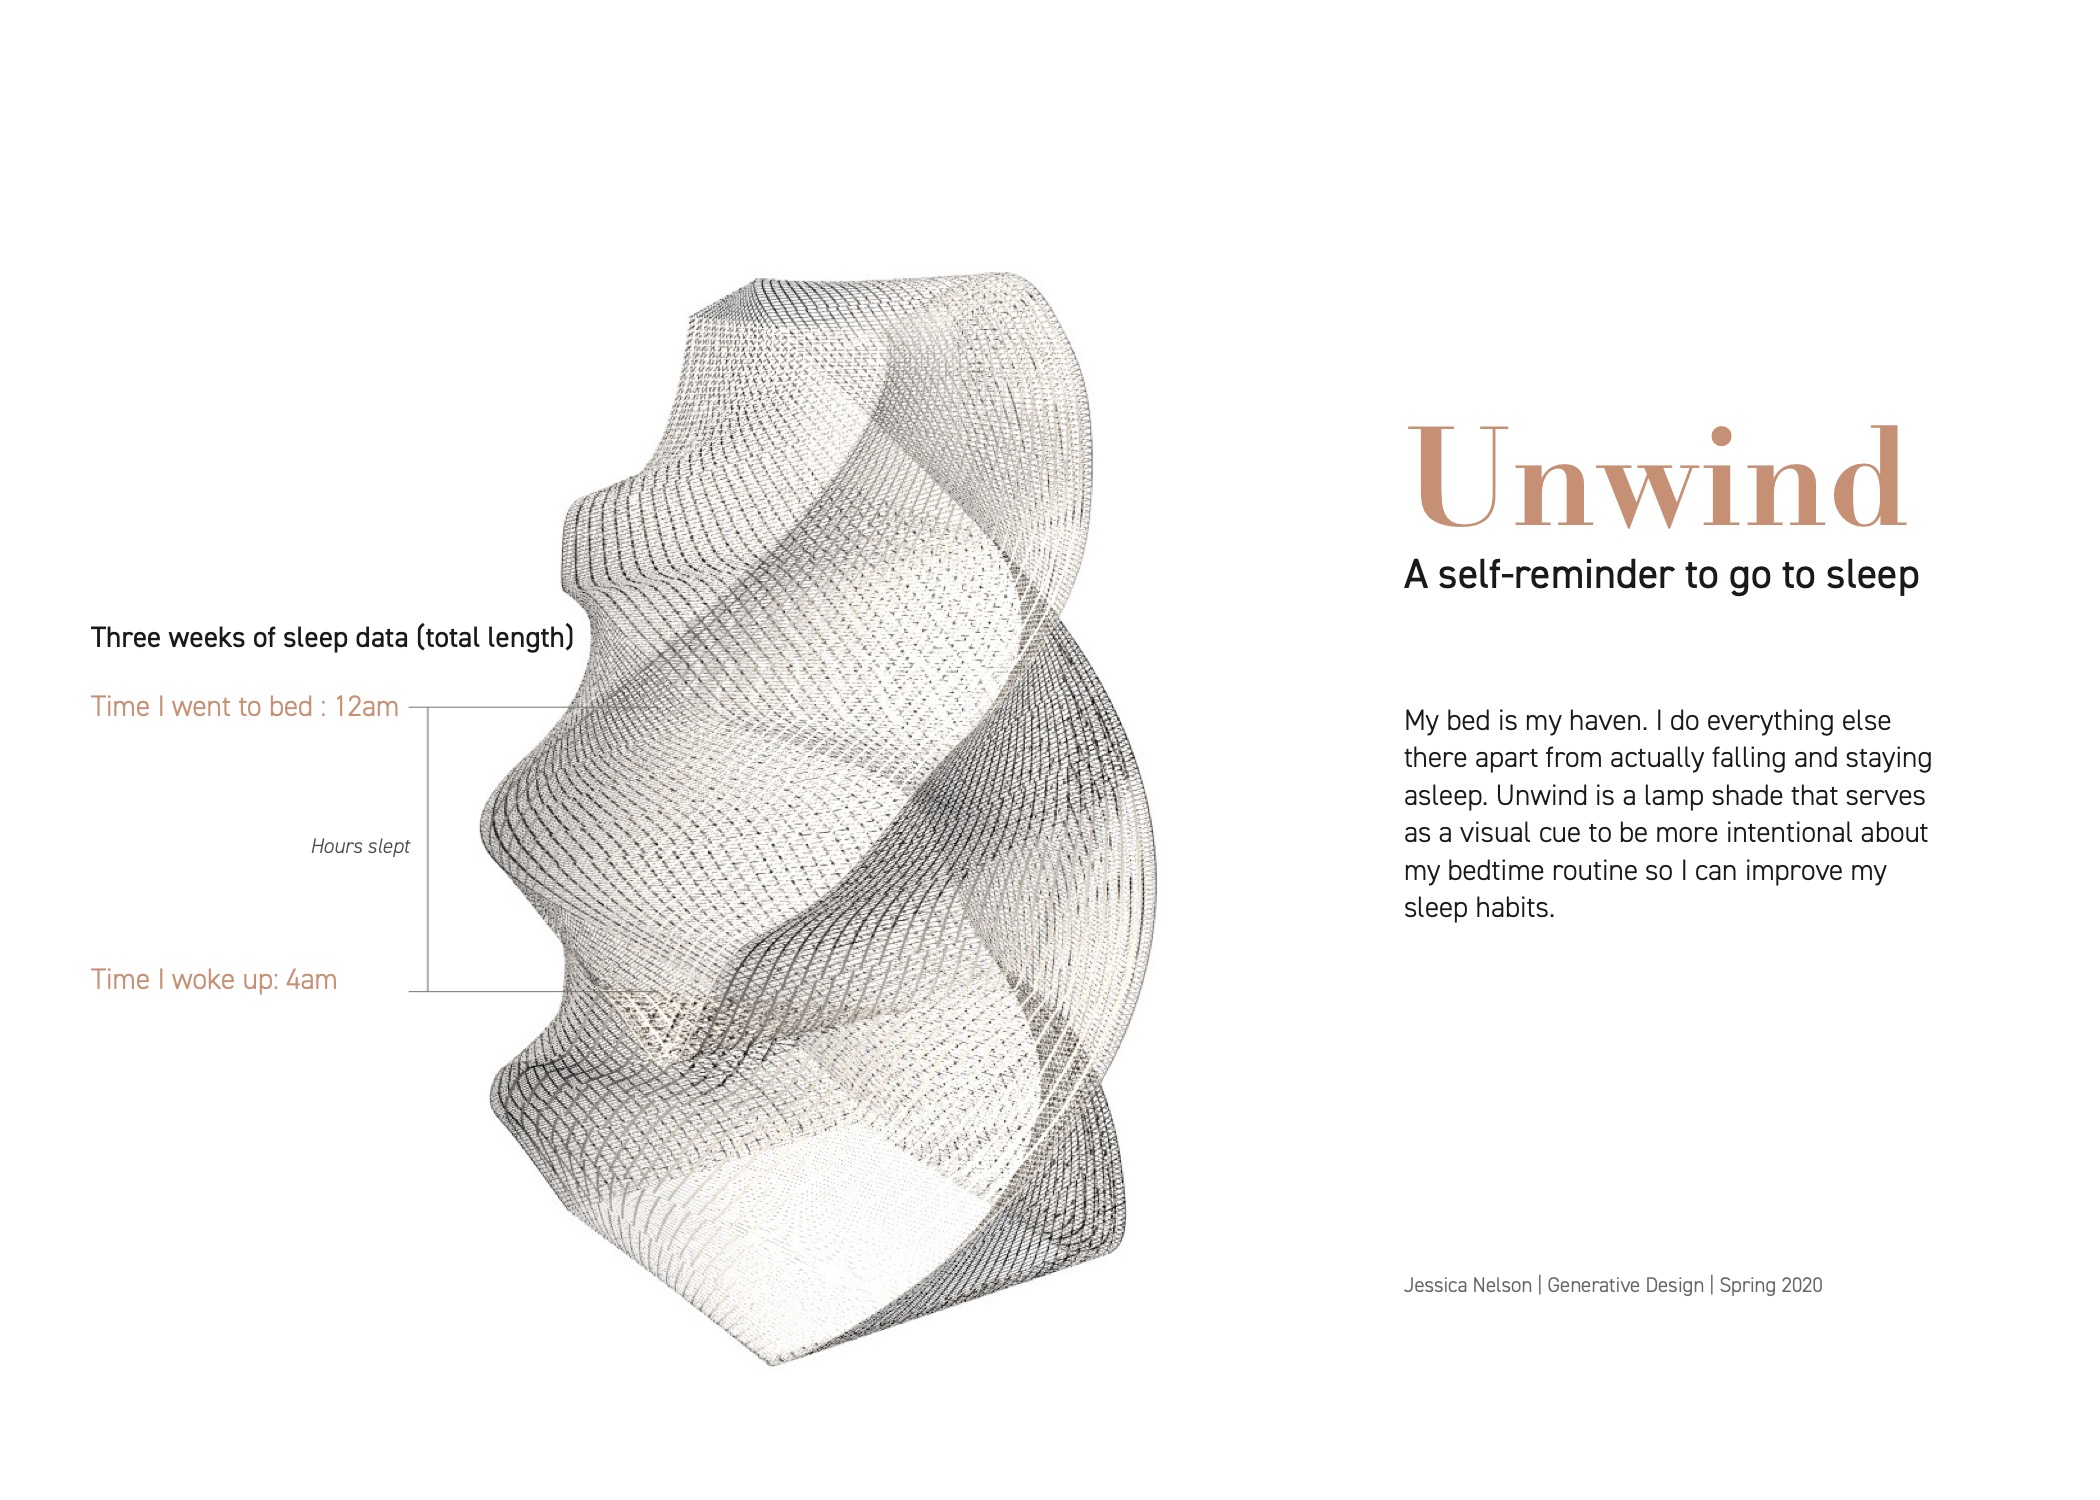 Unwind
A self-reminder to go to sleep
Three weeks of sleep data (total length)
Time I went to bed : 12am
Hours slept
Time I woke up: 4am
My bed is my haven. I do everything else
there apart from actually falling and staying
asleep. Unwind is a lamp shade that serves
as a visual cue to be more intentional about
my bedtime routine so I can improve my
sleep habits.
Jessica Nelson | Generative Design | Spring 2020